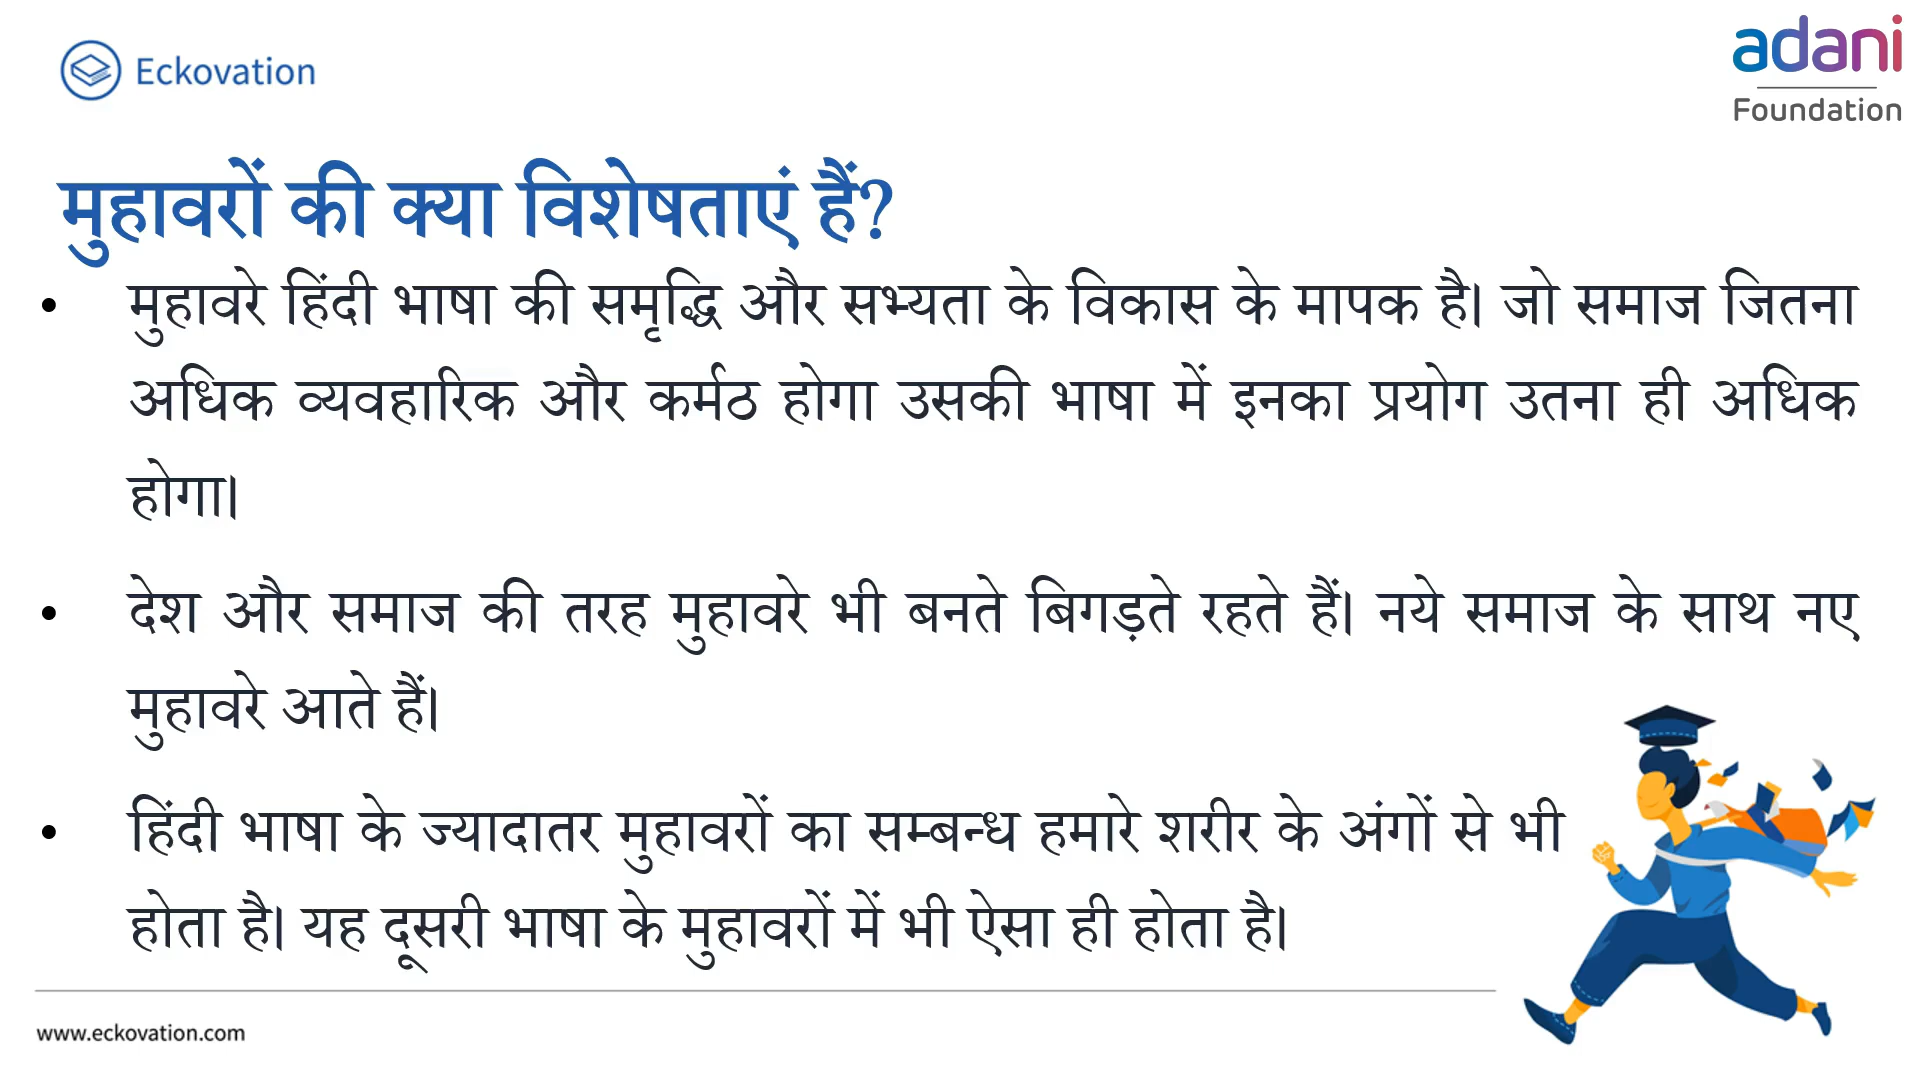 Eckovation
adani
Foundation
मुहावरों की क्या विशेषताएं हैं?
• मुहावरे हिंदी भाषा की समृद्धि और सभ्यता के विकास के मापक है। जो समाज जितना
अधिक व्यवहारिक और कर्मठ होगा उसकी भाषा में इनका प्रयोग उतना ही अधिक
होगा।
• देश और समाज की तरह मुहावरे भी बनते बिगड़ते रहते हैं। नये समाज के साथ नए
मुहावरे आते हैं।
• हिंदी भाषा के ज्यादातर मुहावरों का सम्बन्ध हमारे शरीर के अंगों से भी
होता है। यह दूसरी भाषा के मुहावरों में भी ऐसा ही होता है।
www.eckovation.com